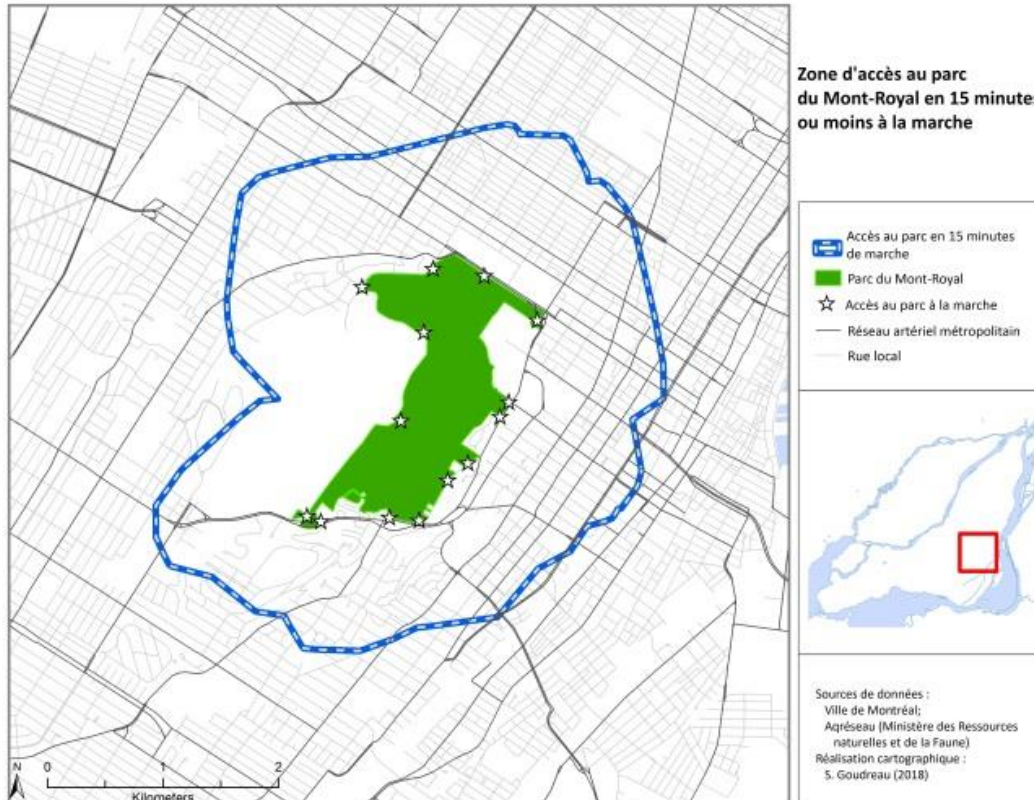 Zone d'accès au parc
du Mont-Royal en 15 minutes
ou moins à la marche
Accès au parc en 15 minutes
de marche
Parc du Mont-Royal
Accès au parc à la marche
Réseau artériel métropolitain
Rue local
Sources de données :
Ville de Montréal;
Aqréseau (Ministère des Ressources
naturelles et de la Faune)
Réalisation cartographique :
S. Goudreau (2018)
N
0 1 2
Kilometers